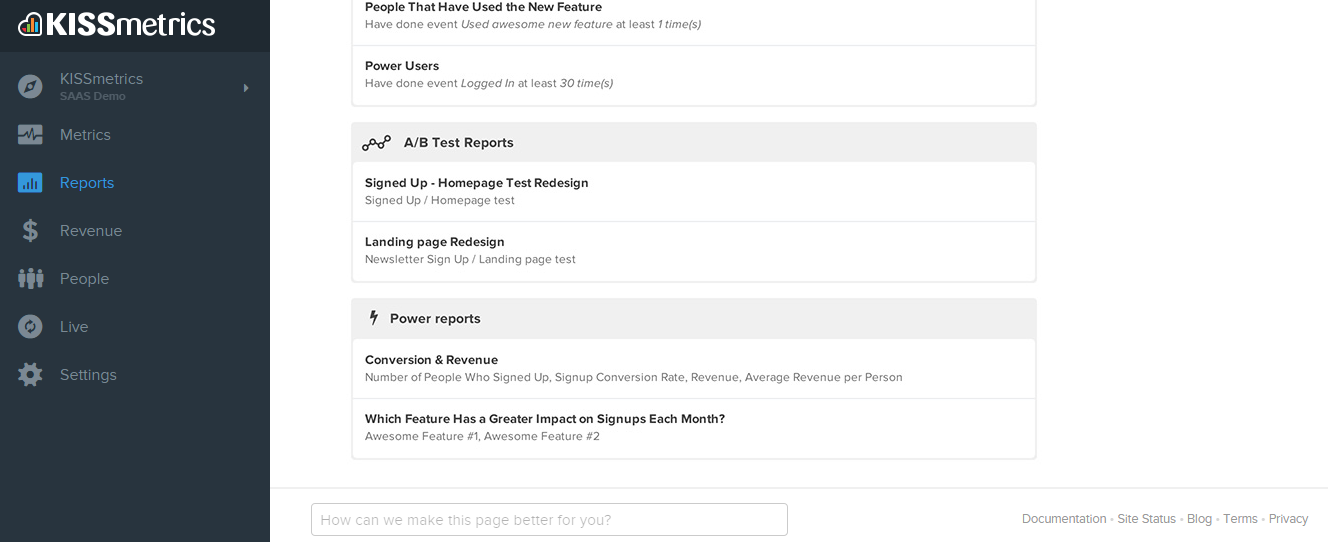 KISSmetrics
KISSmetrics
SAAS Demo
Metrics
Reports
Revenue
People
Live
Settings
People That Have Used the New Feature
Have done event Used awesome new feature at least 1 time(s)
Power Users
Have done event Logged In at least 30 time(s)
A/B Test Reports
Signed Up - Homepage Test Redesign
Signed Up / Homepage test
Landing page Redesign
Newsletter Sign Up / Landing page test
Power reports
Conversion & Revenue
Number of People Who Signed Up, Signup Conversion Rate, Revenue, Average Revenue per Person
Which Feature Has a Greater Impact on Signups Each Month?
Awesome Feature #1, Awesome Feature #2
How can we make this page better for you?
Documentation • Site Status • Blog • Terms • Privacy